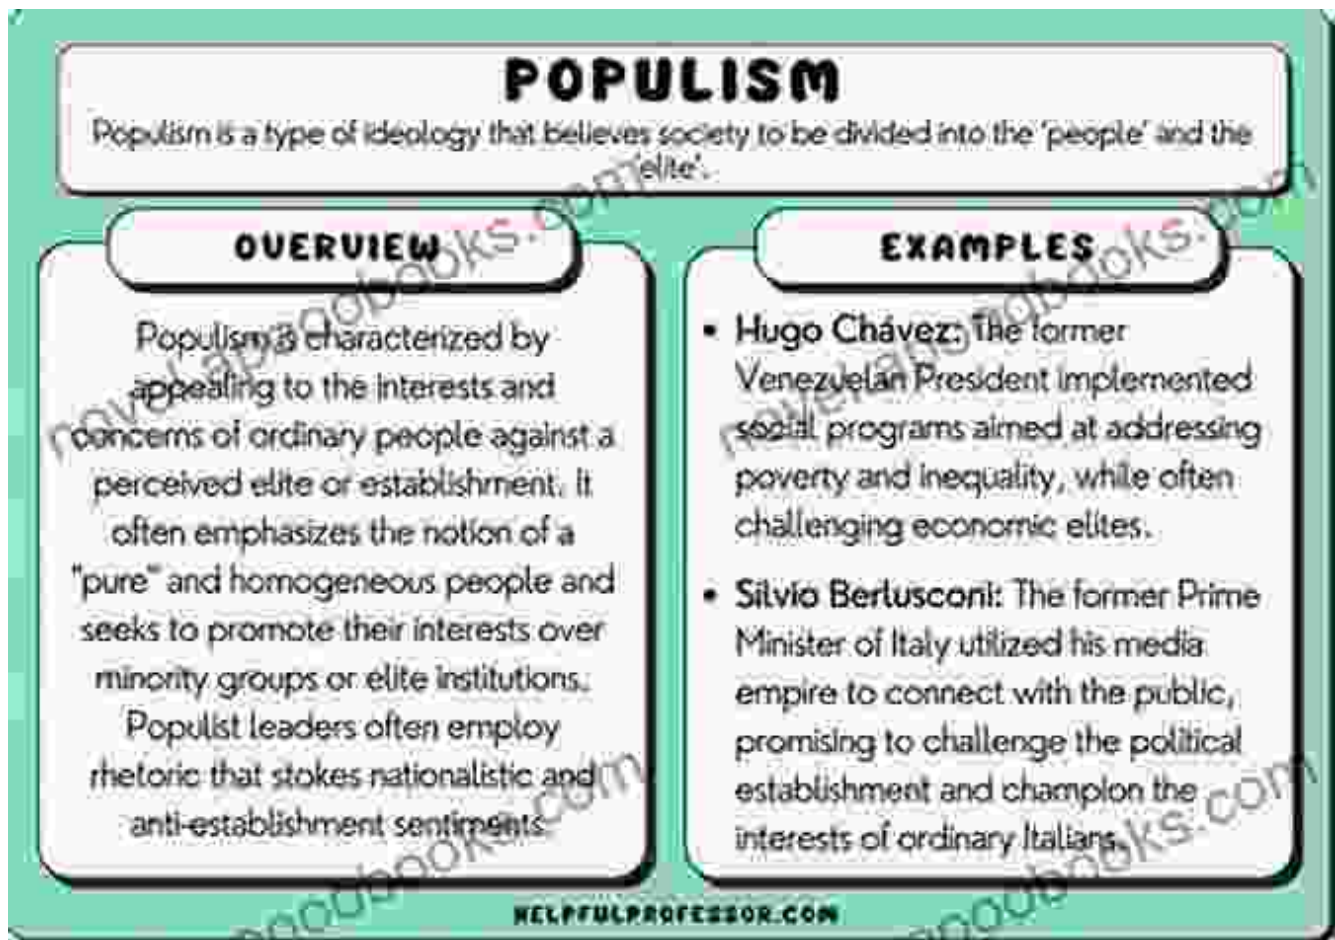 POPULISM
Populism is a type of ideology that believes society to be divided into the 'people' and the
'elite'.
OVERVIEW
Populism is characterized by
appealing to the interests and
concerns of ordinary people against a
perceived elite or establishment. It
often emphasizes the notion of a
"pure" and homogeneous people and
seeks to promote their interests over
minority groups or elite institutions.
Populist leaders often employ
rhetoric that stokes nationalistic and
anti-establishment sentiments.
EXAMPLES
• Hugo Chávez: The former
Venezuelan President implemented
social programs aimed at addressing
poverty and inequality, while often
challenging economic elites.
• Silvio Berlusconi: The former Prime
Minister of Italy utilized his media
empire to connect with the public,
promising to challenge the political
establishment and champion the
interests of ordinary Italians.
HELPFULPROFESSOR.COM